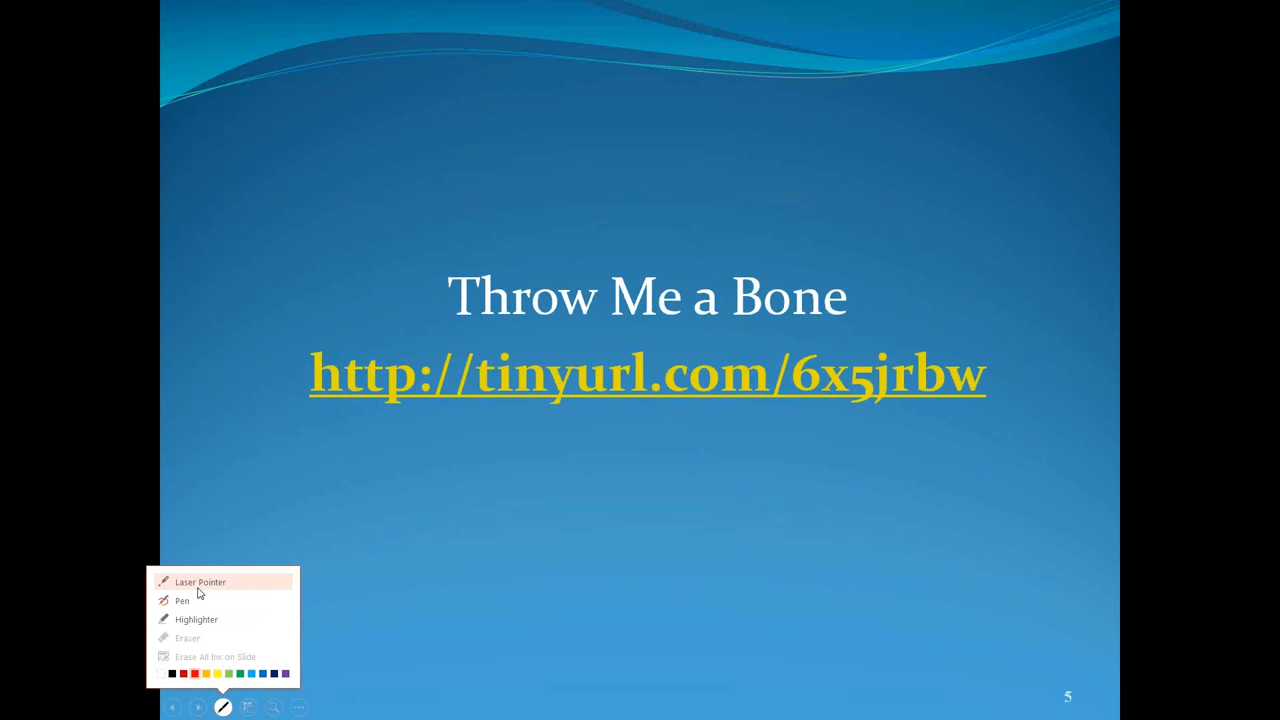 Throw Me a Bone
http://tinyurl.com/6x5jrbw
Laser Pointer
Pen
Highlighter
Eraser
Erase All Ink on Slide
5